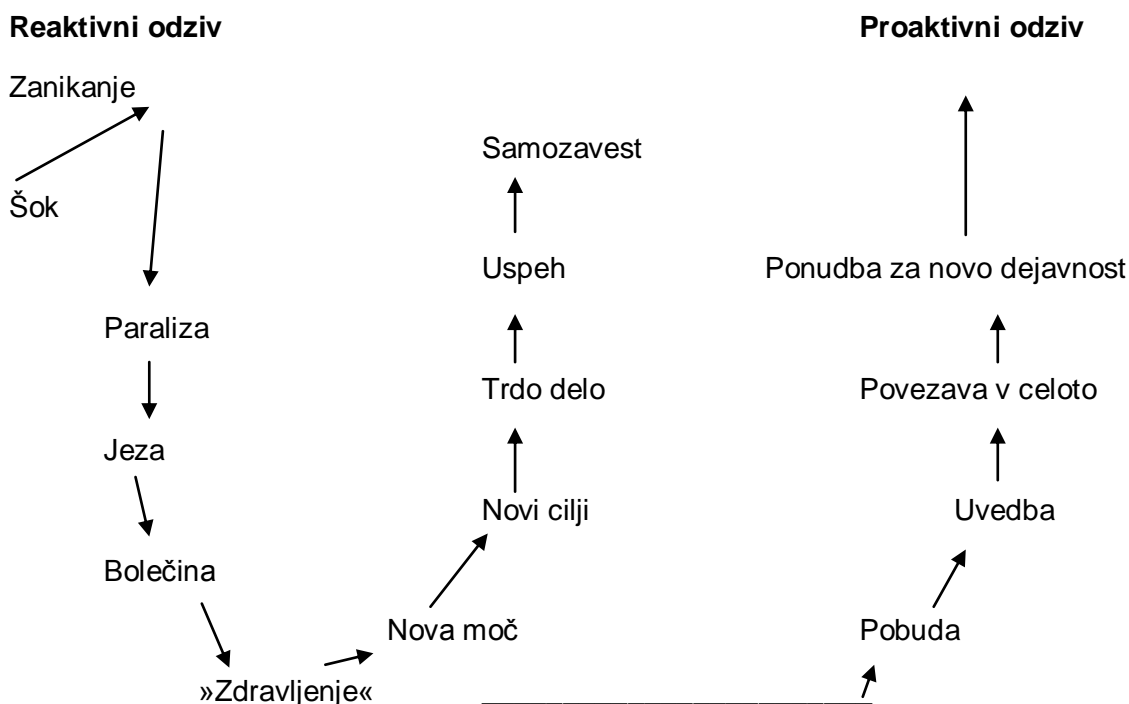 Reaktivni odziv Proaktivni odziv
Zanikanje
Samozavest
Šok
Uspeh Ponudba za novo dejavnost
Paraliza
Trdo delo Povezava v celoto
Jeza
Novi cilji Uvedba
Bolečina
Nova moč Pobuda
»Zdravljenje«